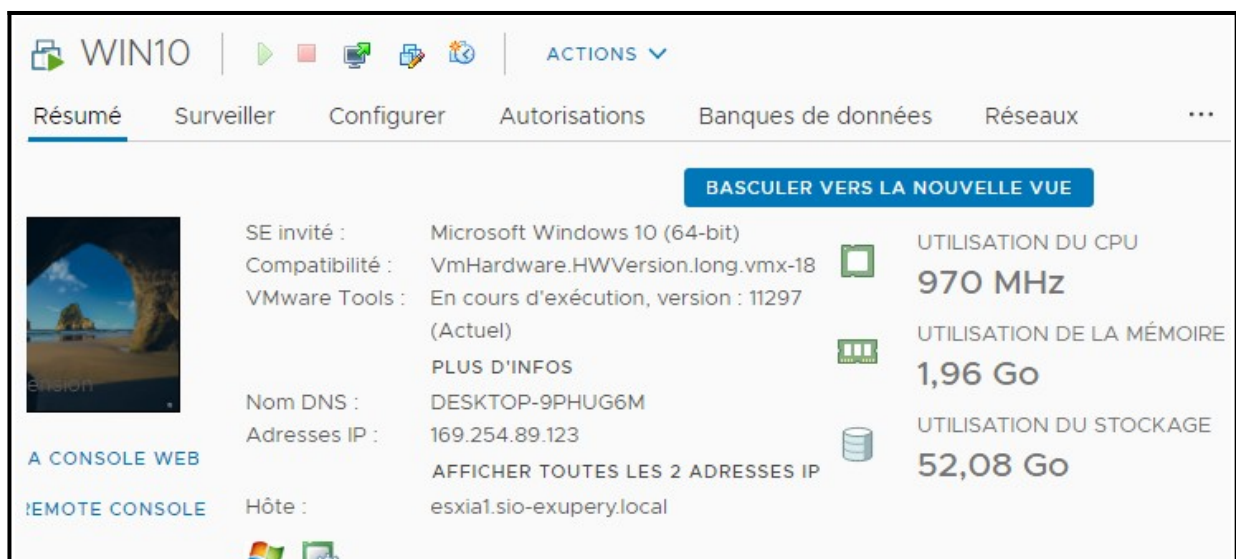 WIN10
ACTIONS
Résumé Surveiller Configurer Autorisations Banques de données Réseaux ...
BASCULER VERS LA NOUVELLE VUE
SE invité : Microsoft Windows 10 (64-bit)
Compatibilité : VmHardware.HWVersion.long.vmx-18
VMware Tools : En cours d'exécution, version : 11297
(Actuel)
PLUS D'INFOS
Nom DNS : DESKTOP-9PHUG6M
Adresses IP : 169.254.89.123
AFFICHER TOUTES LES 2 ADRESSES IP
Hôte : esxia1.sio-exupery.local
ension
A CONSOLE WEB
REMOTE CONSOLE
UTILISATION DU CPU
970 MHz
UTILISATION DE LA MÉMOIRE
1,96 Go
UTILISATION DU STOCKAGE
52,08 Go